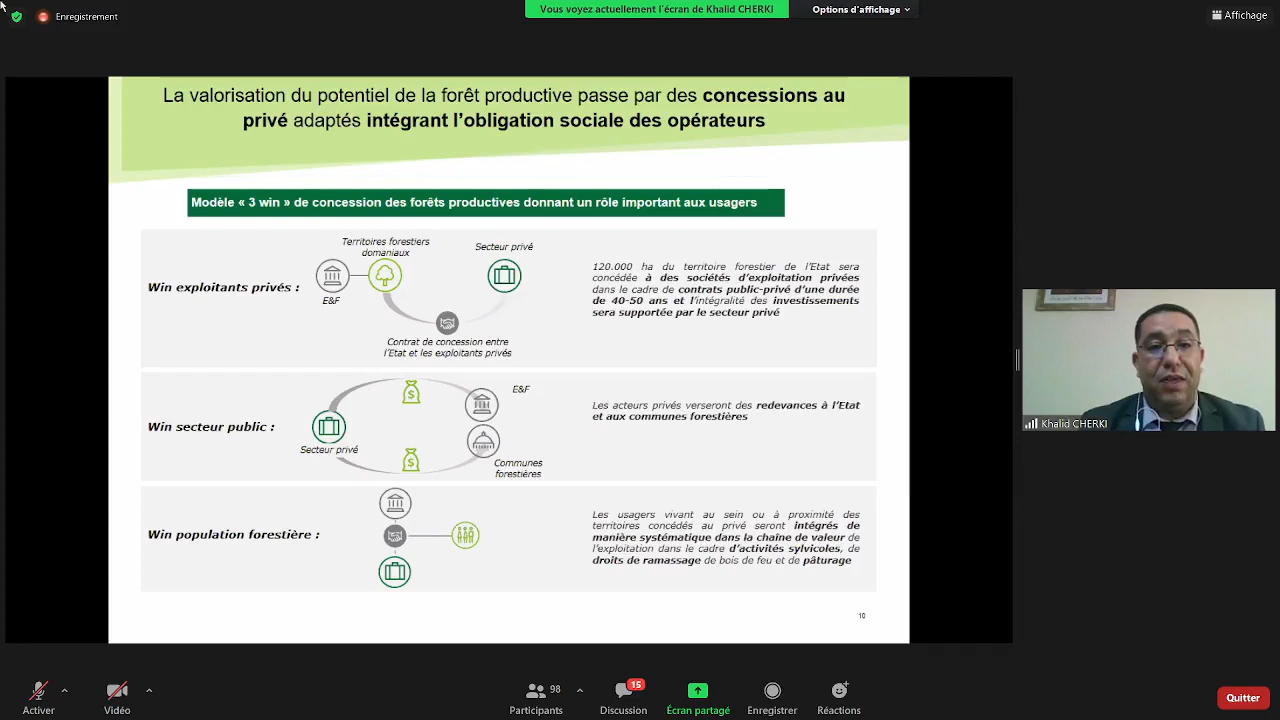 Enregistrement
Vous voyez actuellement l'écran de Khalid CHERKI
Options d'affichage
Affichage
La valorisation du potentiel de la forêt productive passe par des concessions au
privé adaptés intégrant l'obligation sociale des opérateurs
Modèle « 3 win » de concession des forêts productives donnant un rôle important aux usagers
Win exploitants privés :
Territoires forestiers
domaniaux
Secteur privé
E&F
Contrat de concession entre
l'Etat et les exploitants privés
120.000 ha du territoire forestier de l'Etat sera
concédée à des sociétés d'exploitation privées
dans le cadre de contrats public-privé d'une durée
de 40-50 ans et l'intégralité des investissements
sera supportée par le secteur privé
Win secteur public :
Secteur privé
E&F
Communes
forestières
Les acteurs privés verseront des redevances à l'Etat
et aux communes forestières
Win population forestière :
Les usagers vivant au sein ou à proximité des
territoires concédés au privé seront intégrés de
manière systématique dans la chaîne de valeur de
l'exploitation dans le cadre d'activités sylvicoles, de
droits de ramassage de bois de feu et de pâturage
10
Khalid CHERKI
Activer
Vidéo
98
Participants
15
Discussion
Écran partagé
Enregistrer
Réactions
Quitter